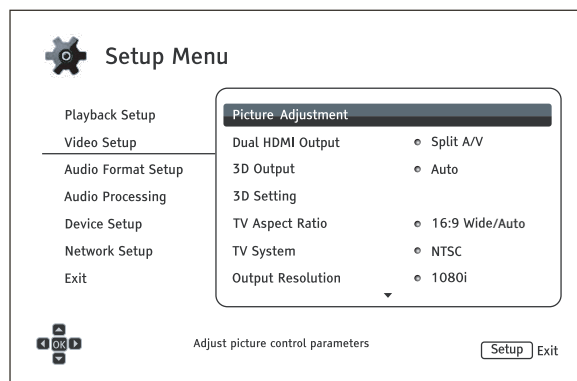 Setup Menu
Playback Setup
Video Setup
Audio Format Setup
Audio Processing
Device Setup
Network Setup
Exit
Picture Adjustment
Dual HDMI Output Split A/V
3D Output Auto
3D Setting
TV Aspect Ratio 16:9 Wide/Auto
TV System NTSC
Output Resolution 1080i
OK
Adjust picture control parameters
Setup Exit